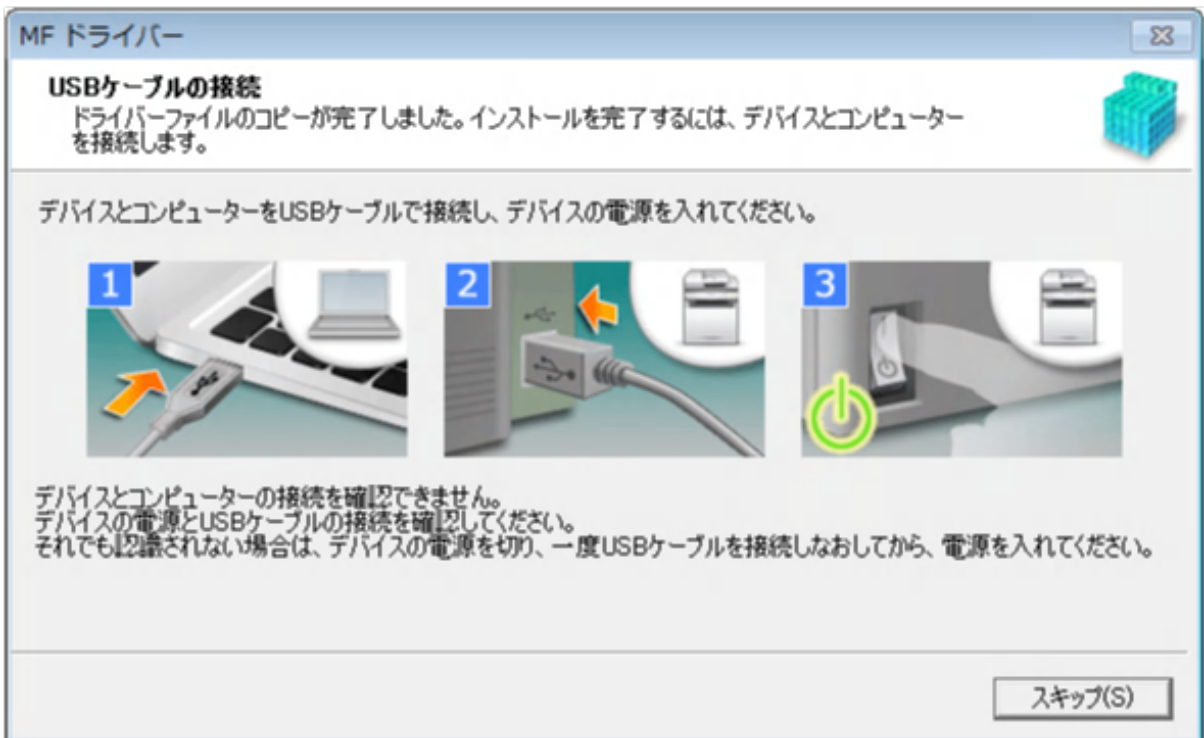 MF ドライバー
USBケーブルの接続
ドライバーファイルのコピーが完了しました。インストールを完了するには、デバイスとコンピューター
を接続します。
デバイスとコンピューターをUSBケーブルで接続し、デバイスの電源を入れてください。
1
2
3
デバイスとコンピューターの接続を確認できません。
デバイスの電源とUSBケーブルの接続を確認してください。
それでも認識されない場合は、デバイスの電源を切り、一度USBケーブルを接続しなおしてから、電源を入れてください。
スキップ(S)